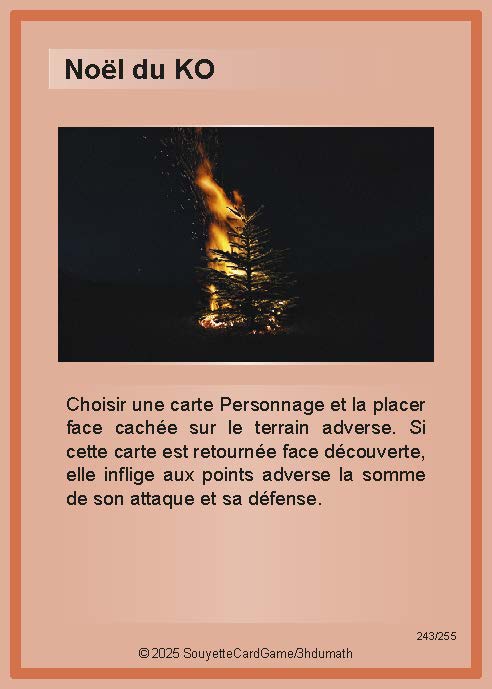 Noël du KO
Choisir une carte Personnage et la placer
face cachée sur le terrain adverse. Si
cette carte est retournée face découverte,
elle inflige aux points adverse la somme
de son attaque et sa défense.
243/255
© 2025 SouyetteCardGame/3hdumath